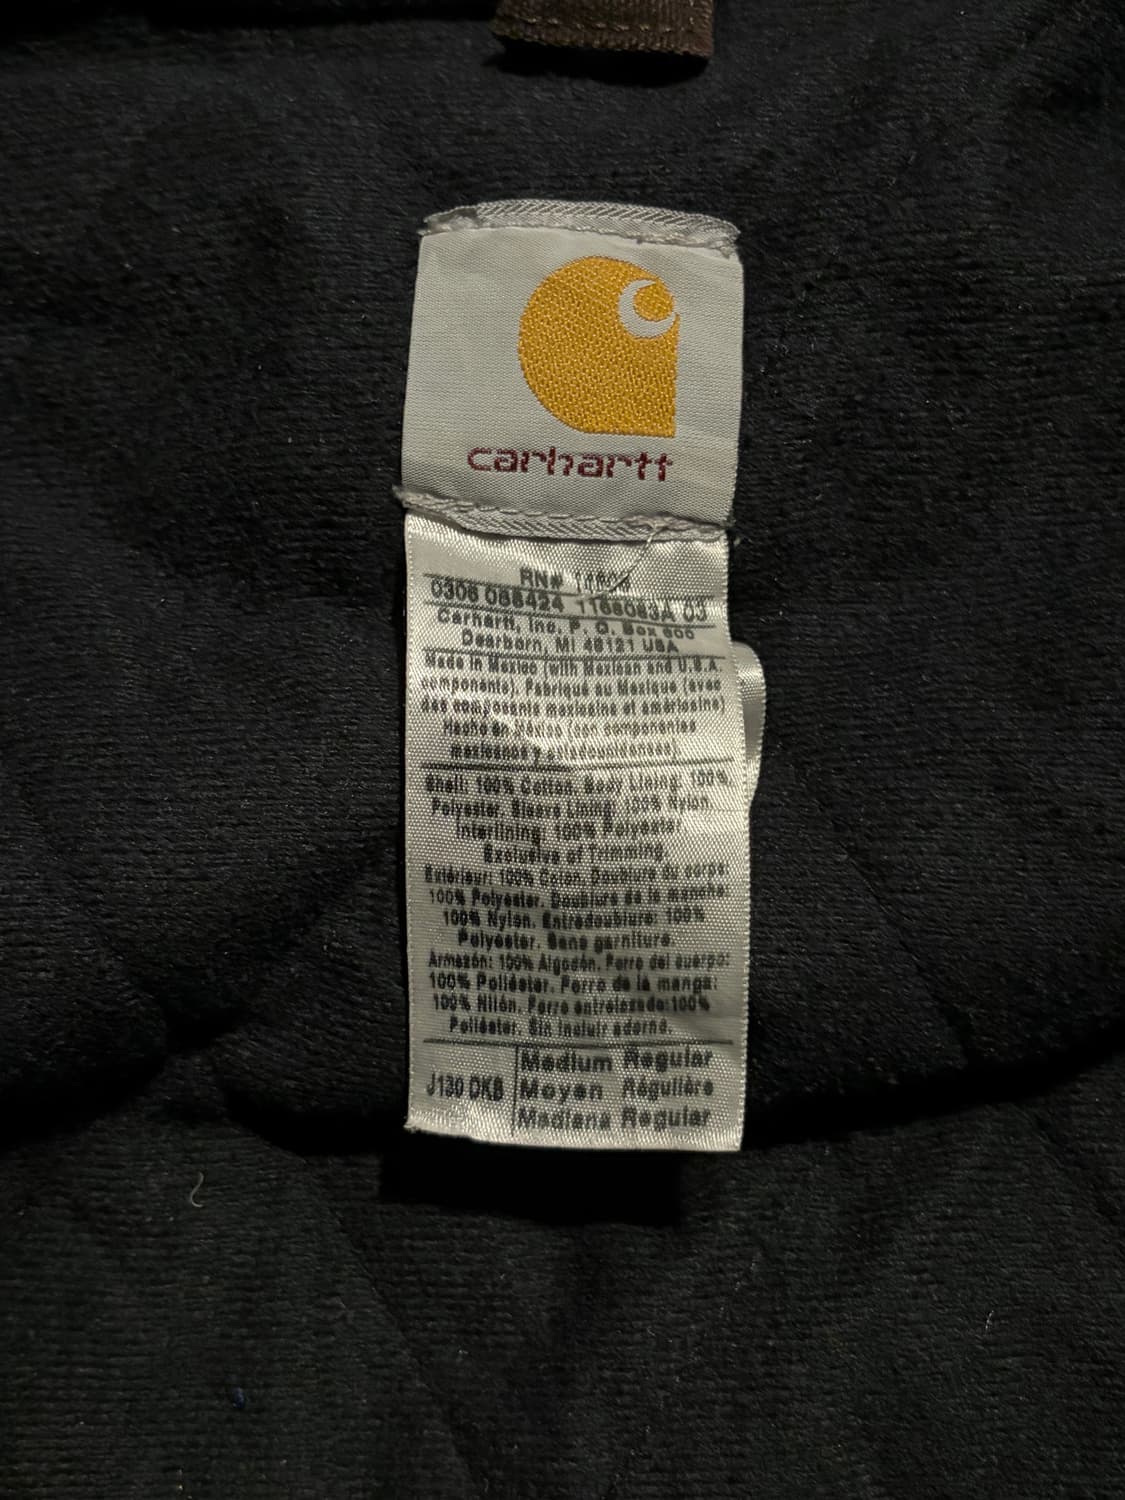 carhartt
RN# 14806
0306 088424 1168083A 03
Carhartt, Inc. P. O. Box 600
Dearborn, MI 48121 USA
Made in Mexico (with Mexican and U.S.A.
components). Fabriqué au Mexique (avec
des composants mexicains et américains)
Hecho en México (con componentes
mexicanos y estadounidenses).
Shell: 100% Cotton. Body Lining: 100%
Polyester. Sleeve Lining: 100% Nylon.
Interlining: 100% Polyester
Exclusive of Trimming.
Extérieur: 100% Coton. Doublure du corps:
100% Polyester. Doublure de la manche:
100% Nylon. Entredoublure: 100%
Polyester. Sans garniture.
Armazón: 100% Algodón. Forro del cuerpo:
100% Poliéster. Forro de la manga:
100% Nilón. Forro entrelazado:100%
Poliéster. Sin incluir adorno.
J130 DKB
Medium Regular
Moyen Régulière
Mediana Regular